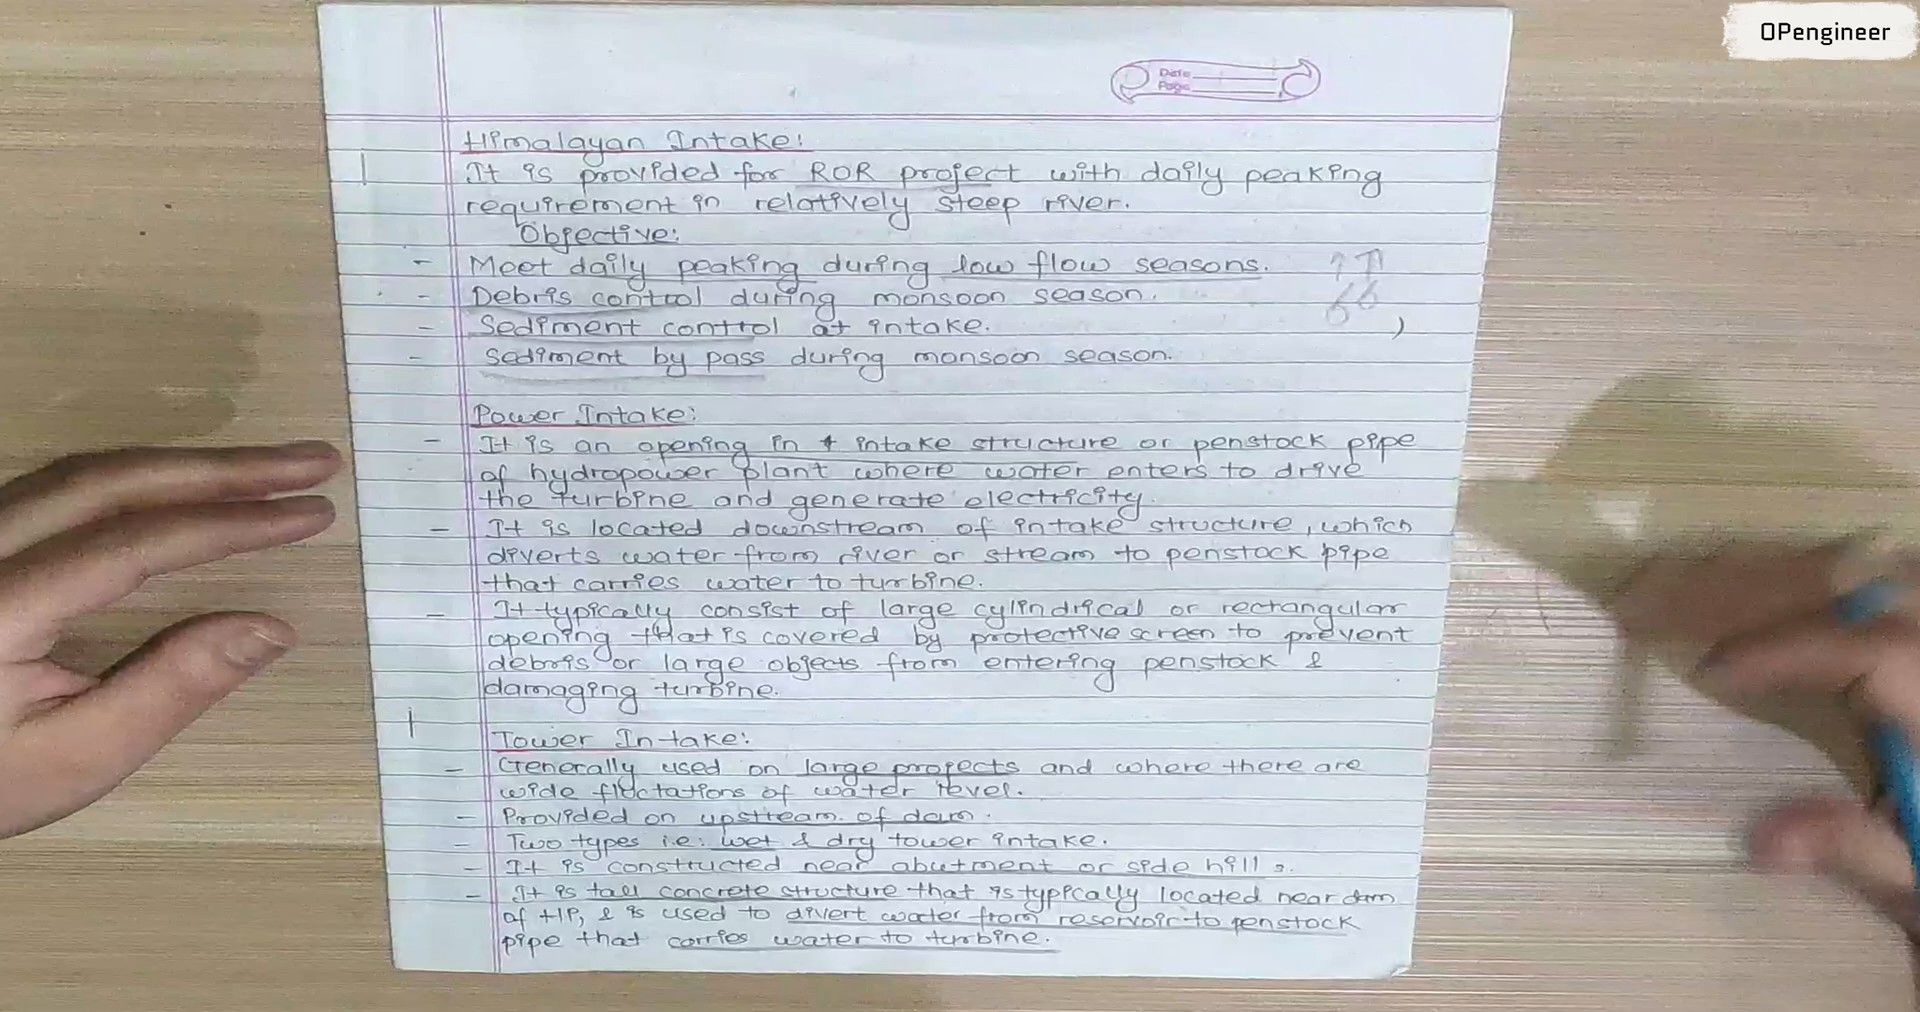 OPengineer
Date
Page
Himalayan Intake:
It is provided for ROR project with daily peaking
requirement in relatively steep river.
Objective:
- Meet daily peaking during low flow seasons.
- Debris control during monsoon season.
- Sediment control at intake.
- Sediment by pass during monsoon season.
Power Intake:
- It is an opening in intake structure or penstock pipe
of hydropower plant where water enters to drive
the turbine and generate electricity.
- It is located downstream of intake structure, which
diverts water from river or stream to penstock pipe
that carries water to turbine.
- It typically consist of large cylindrical or rectangular
opening that is covered by protective screen to prevent
debris or large objects from entering penstock &
damaging turbine.
Tower Intake:
- Generally used on large projects and where there are
wide fluctations of water level.
- Provided on upstream of dam.
- Two types i.e: wet & dry tower intake.
- It is constructed near abutment or side hills.
- It is tall concrete structure that is typically located near dam
of HP, & is used to divert water from reservoir to penstock
pipe that carries water to turbine.